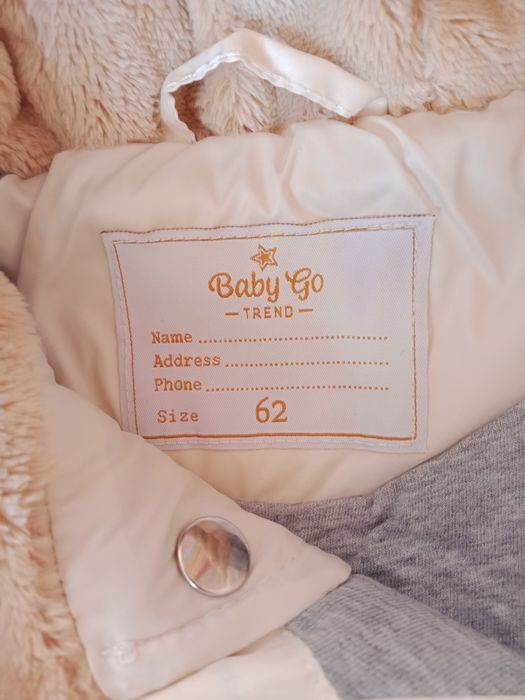 Baby Go
— TREND —
Name ............................................
Address ......................................
Phone ..........................................
Size 62